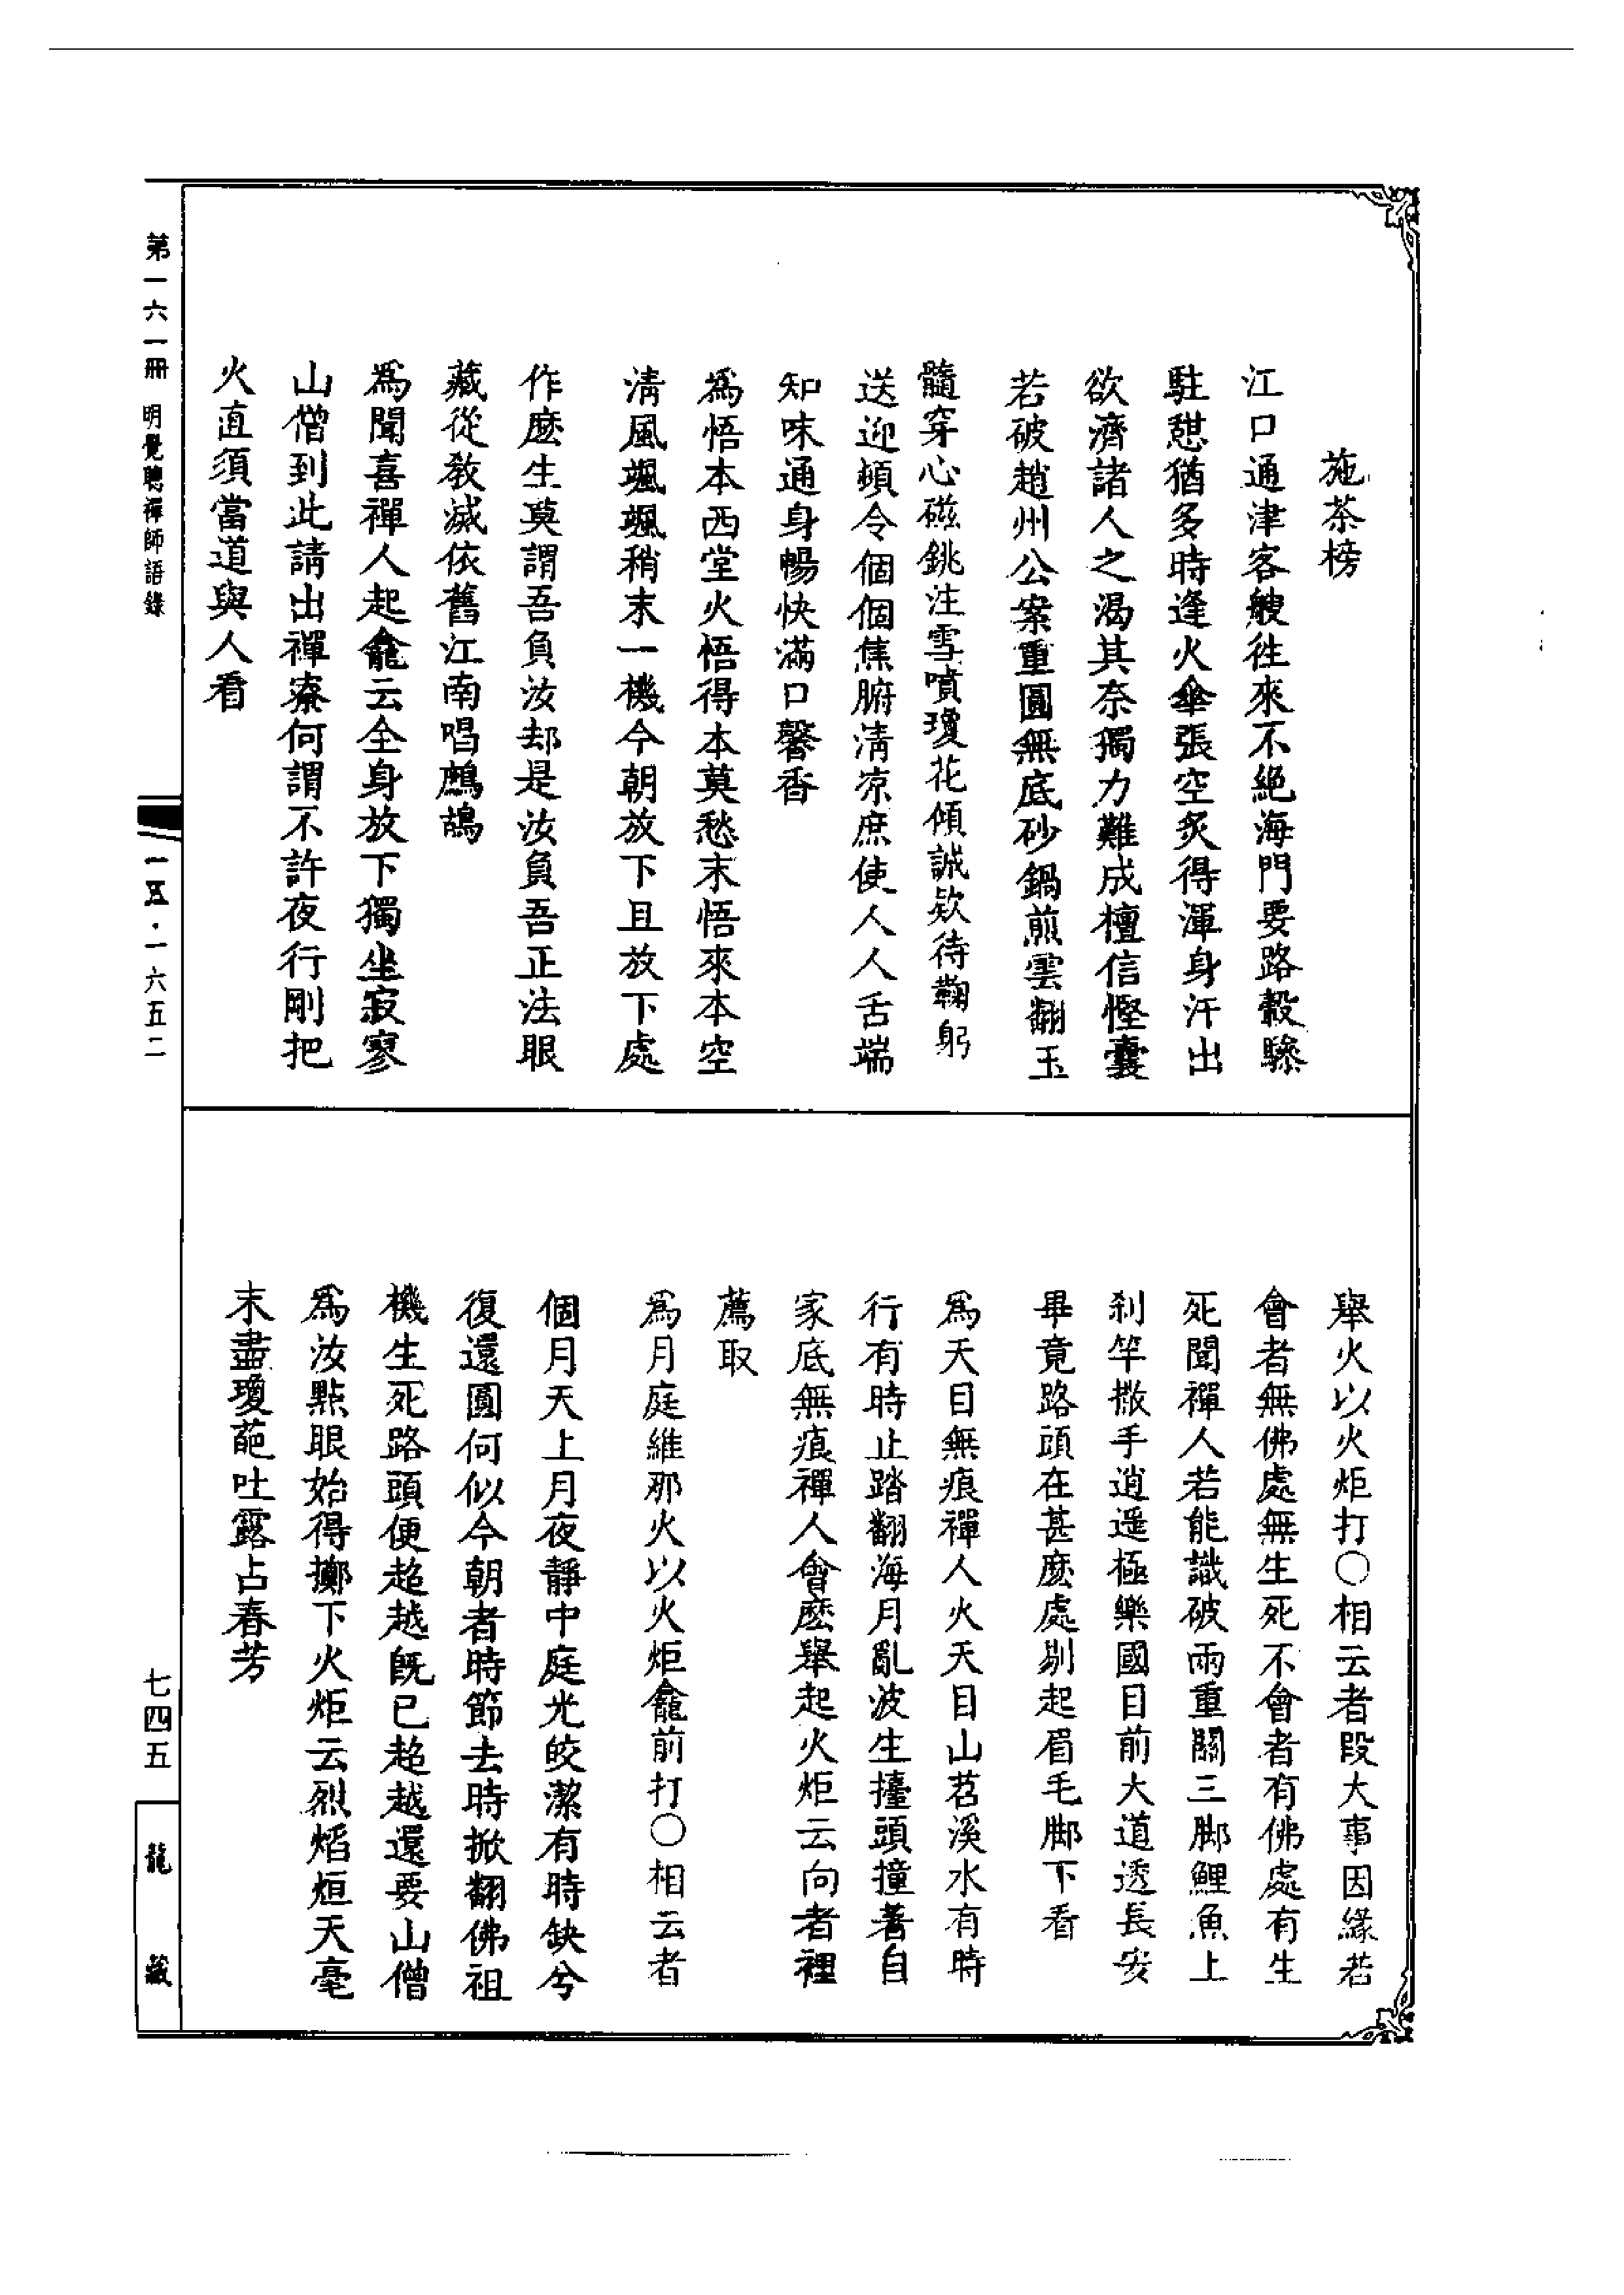 施茶榜
江口通津客艘徃來不絕海門要路轂驂
駐憇猶多時逢火傘張空炙得渾身汗出
欲濟諸人之渴其奈獨力難成檀信慳囊
若破趙州公案重圓無底砂鍋煎雲翻玉
髓穿心磁銚注雪噴瓊花傾誠欵待鞠躬
送迎頻令個個焦腑清凉庶使人人舌端
知味通身暢快滿口馨香
為悟本西堂火悟得本莫愁末悟來本空
清風颯颯稍末一機今朝放下且放下處
作麽生莫謂吾負汝却是汝負吾正法眼
藏從教滅依舊江南唱鷓鴣
為聞喜禪人起龕云全身放下獨坐寂寥
山僧到此請出禪寮何謂不許夜行剛把
火直須當道與人看
舉火以火炬打○相云者段大事因緣若
會者無佛處無生死不會者有佛處有生
死聞禪人若能識破兩重關三脚鯉魚上
刹竿撒手逍遥極樂國目前大道透長安
畢竟路頭在甚麽處剔起眉毛脚下看
為天目無痕禪人火天目山苕溪水有時
行有時止踏翻海月亂波生擡頭撞著自
家底無痕禪人會麽舉起火炬云向者裡
薦取
為月庭維那火以火炬龕前打○相云者
個月天上月夜靜中庭光皎潔有時缺兮
復還圓何似今朝者時節去時掀翻佛祖
機生死路頭便超越既已超越還要山僧
為汝點眼始得擲下火炬云烈焰烜天毫
末盡瓊葩吐露占春芳
第一六一冊 明覺聰禪師語錄
一五·一六五二
七四五
龍藏